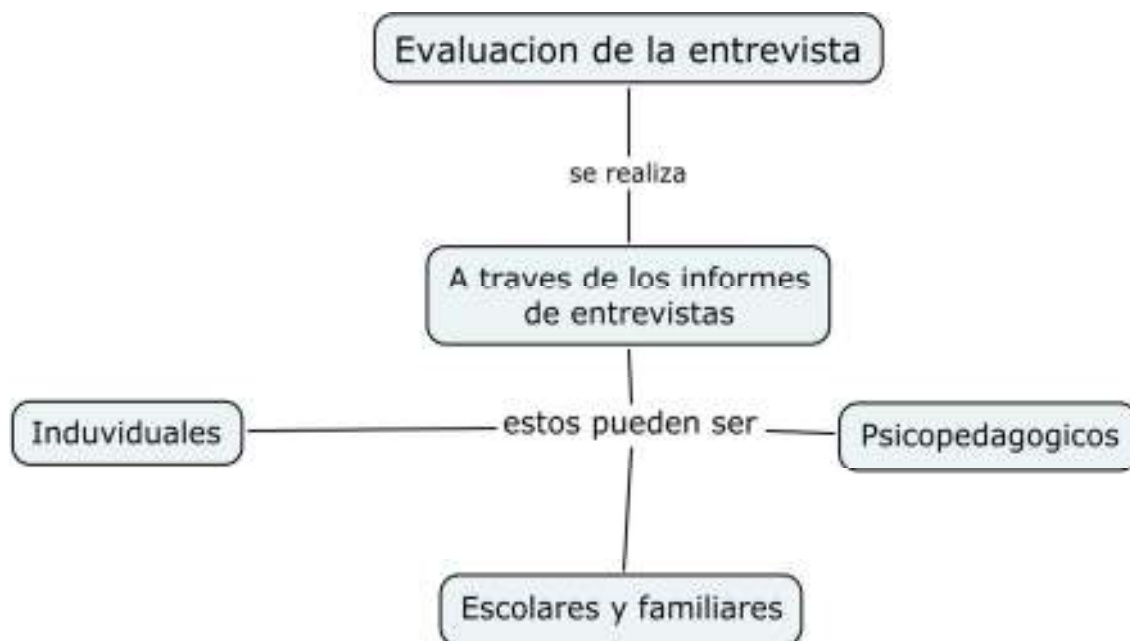 Evaluacion de la entrevista
se realiza
A traves de los informes
de entrevistas
estos pueden ser
Induviduales
Psicopedagogicos
Escolares y familiares